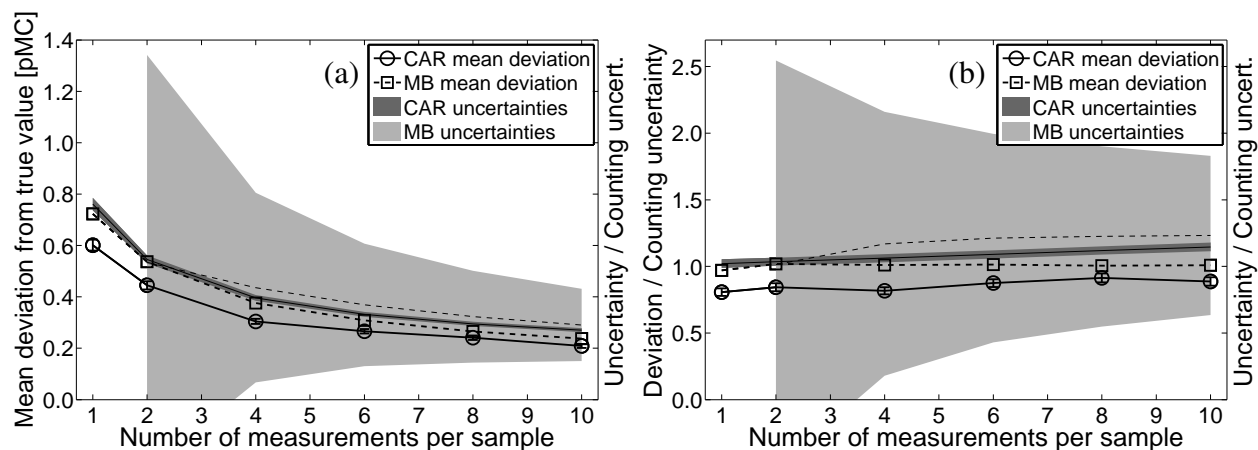 Mean deviation from true value [pMC]
1.4
1.2
1.0
0.8
0.6
0.4
0.2
0.0
(a)
CAR mean deviation
MB mean deviation
CAR uncertainties
MB uncertainties
1 2 3 4 5 6 7 8 9 10
Number of measurements per sample
Uncertainty / Counting uncert.
Deviation / Counting uncertainty
2.5
2.0
1.5
1.0
0.5
0.0
(b)
CAR mean deviation
MB mean deviation
CAR uncertainties
MB uncertainties
1 2 3 4 5 6 7 8 9 10
Number of measurements per sample
Uncertainty / Counting uncert.